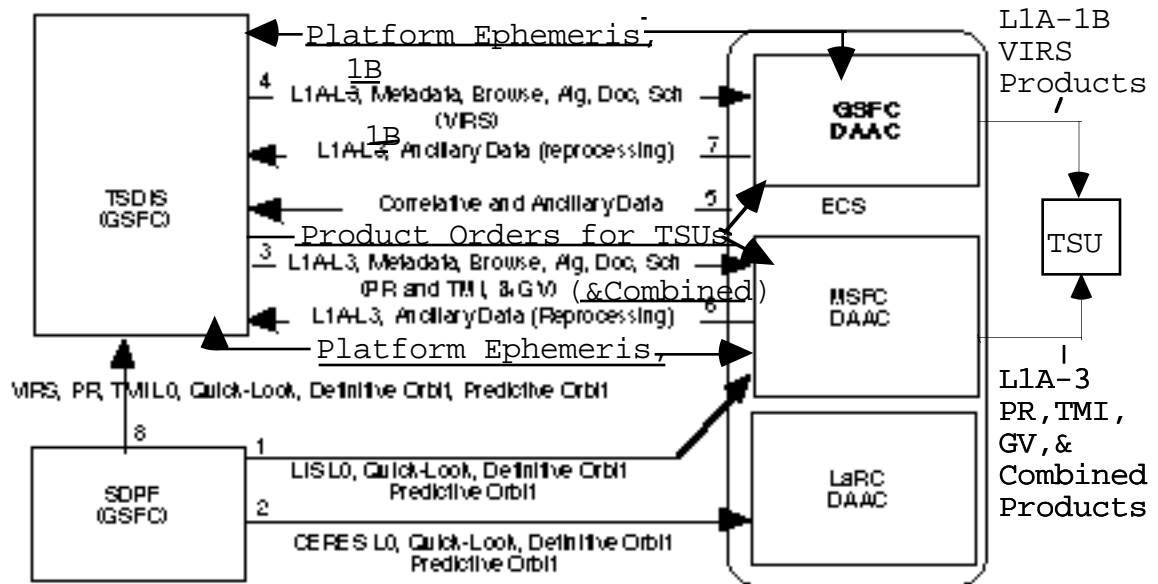 Platform Ephemeris,
L1A-1B
VIRS
Products
1B
4
L1A-L3, Metadata, Browse, Alg, Doc, Sch
(VIRS)
GSFC
DAAC
1B
L1A-L3, Ancillary Data (reprocessing)
7
TSDIS
(GSFC)
Correlative and Ancillary Data
5
ECS
Product Orders for TSUs
TSU
3
L1A-L3, Metadata, Browse, Alg, Doc, Sch
(PR and TMI, & GV) (&Combined)
MSFC
DAAC
L1A-L3, Ancillary Data (Reprocessing)
6
Platform Ephemeris,
VIRS, PR, TMI L0, Quick-Look, Definitive Orbit, Predictive Orbit
L1A-3
PR,TMI,
GV,&
Combined
Products
8
1
LIS L0, Quick-Look, Definitive Orbit
Predictive Orbit
LaRC
DAAC
SDPF
(GSFC)
2
CERES L0, Quick-Look, Definitive Orbit
Predictive Orbit